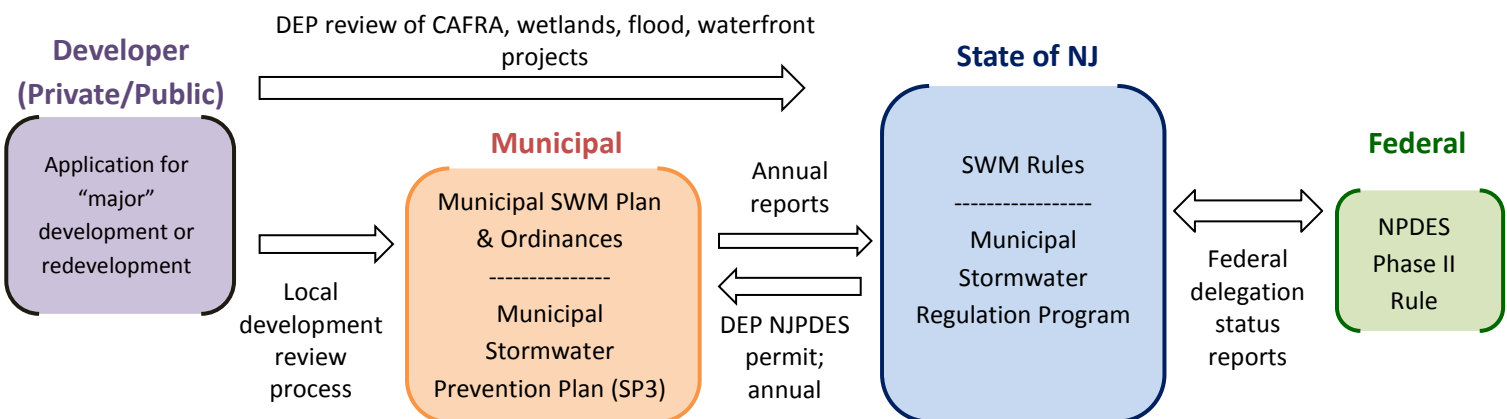 DEP review of CAFRA, wetlands, flood, waterfront
projects
Developer
(Private/Public)
Application for
“major”
development or
redevelopment
Local
development
review
process
Municipal
Municipal SWM Plan
& Ordinances
---------------
Municipal
Stormwater
Prevention Plan (SP3)
Annual
reports
DEP NJPDES
permit;
annual
State of NJ
SWM Rules
-----------------
Municipal
Stormwater
Regulation Program
Federal
delegation
status
reports
Federal
NPDES
Phase II
Rule